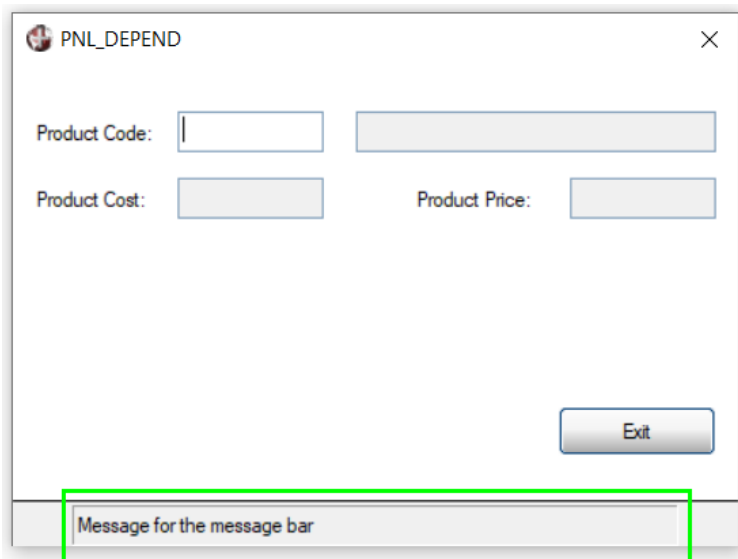 PNL_DEPEND
Product Code:
Product Cost:
Product Price:
Exit
Message for the message bar